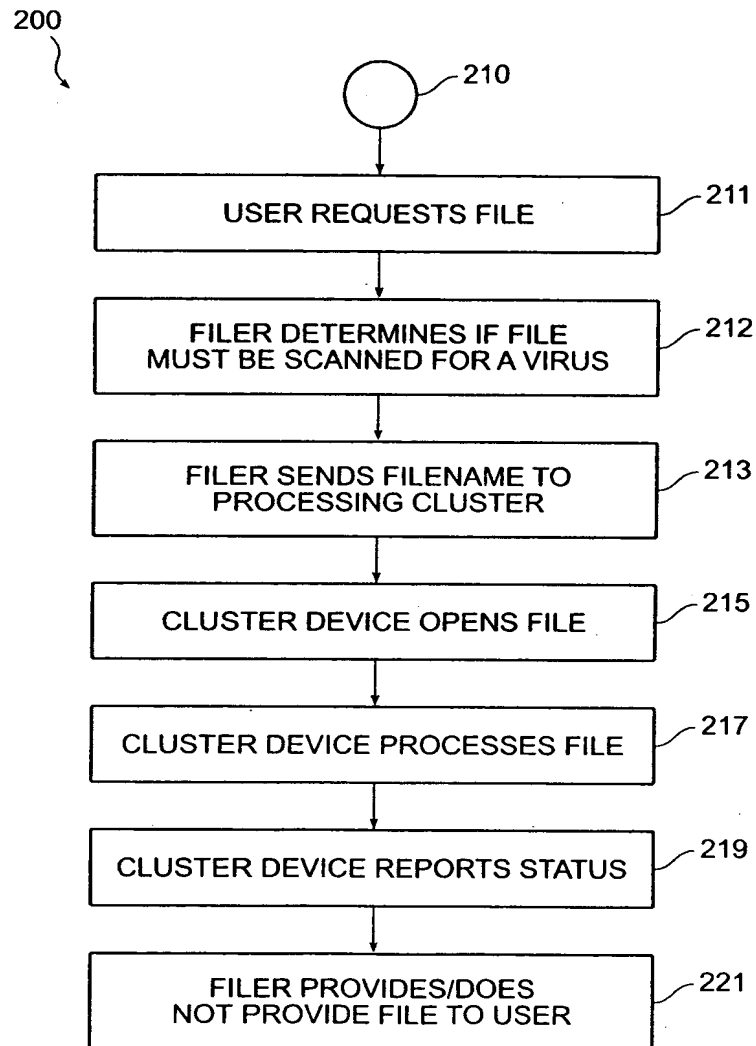 200
210
USER REQUESTS FILE
211
FILER DETERMINES IF FILE
MUST BE SCANNED FOR A VIRUS
212
FILER SENDS FILENAME TO
PROCESSING CLUSTER
213
CLUSTER DEVICE OPENS FILE
215
CLUSTER DEVICE PROCESSES FILE
217
CLUSTER DEVICE REPORTS STATUS
219
FILER PROVIDES/DOES
NOT PROVIDE FILE TO USER
221